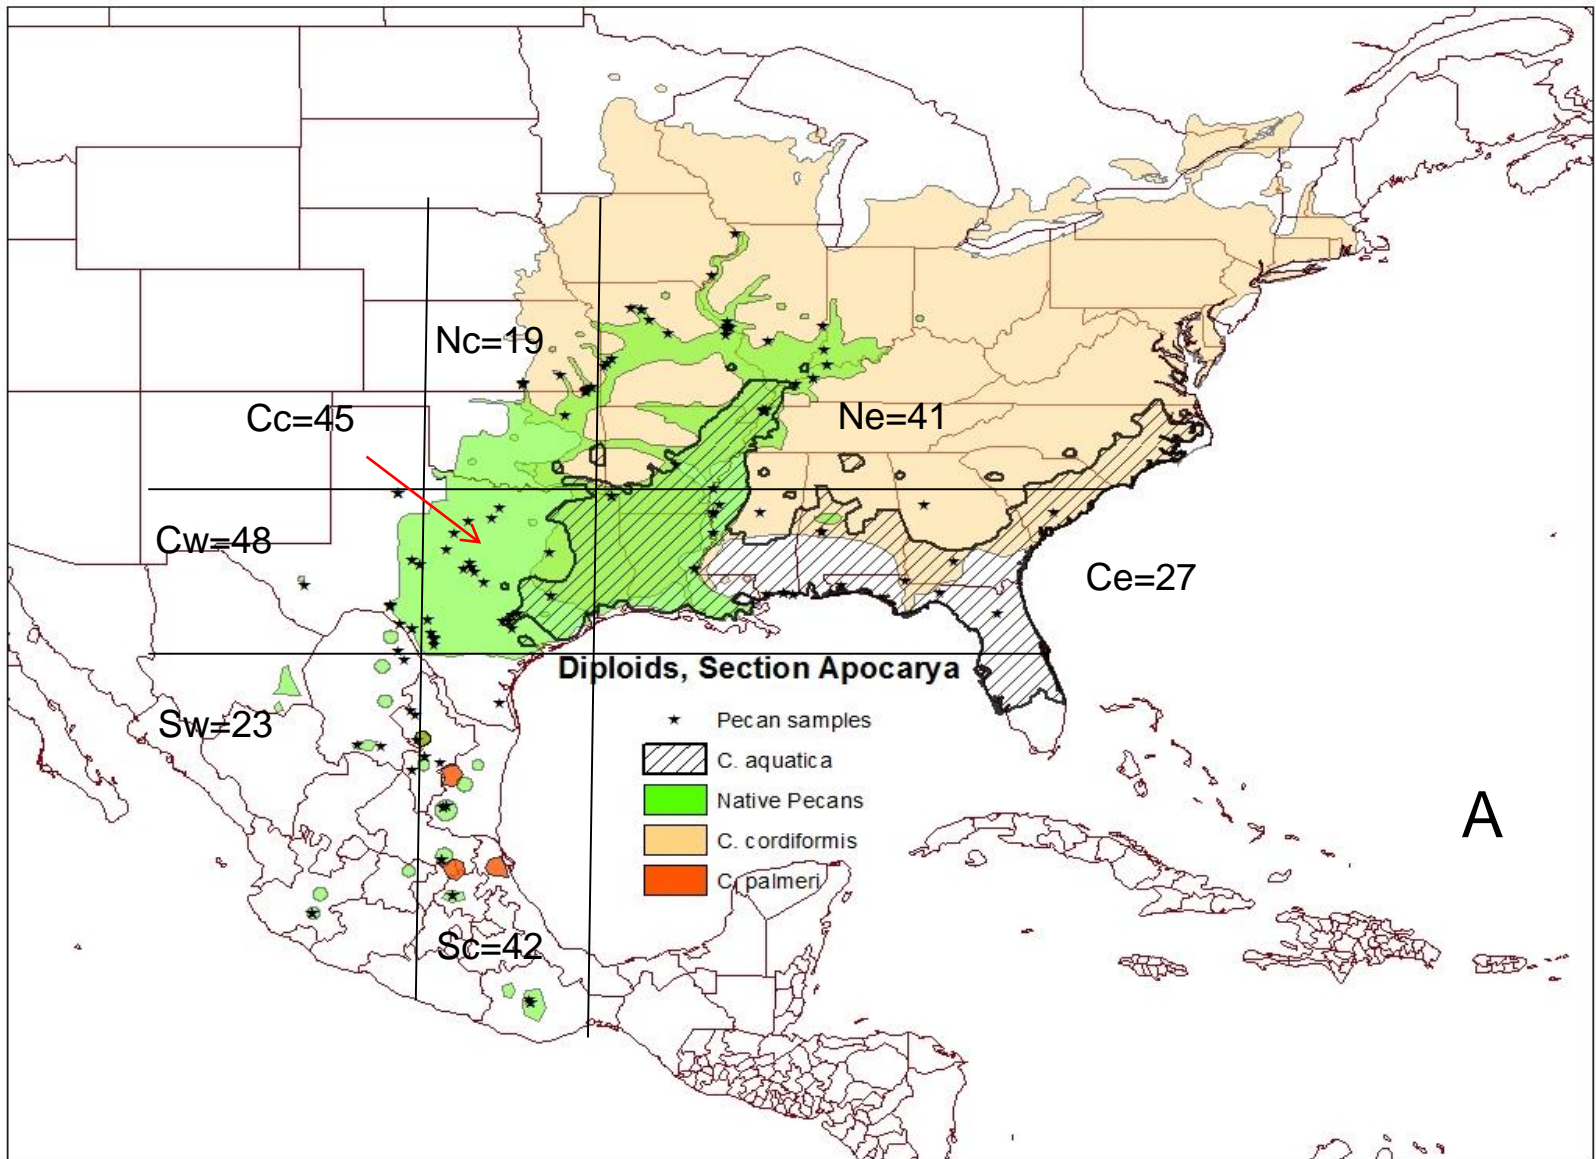 Nc=19
Cc=45
Ne=41
Cw=48
Ce=27
Diploids, Section Apocarya
Sw=23
Pecan samples
C. aquatica
Native Pecans
A
C. cordiformis
C. palmeri
Sc=42